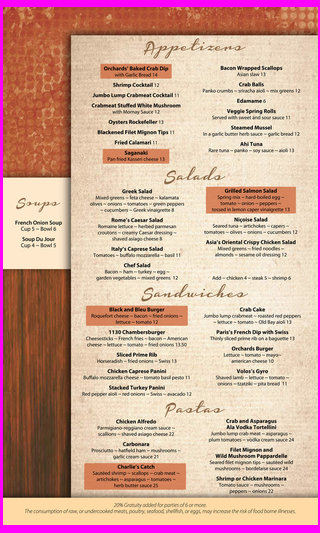 Appetizers
Orchards' Baked Crab Dip
with Garlic Bread 14
Shrimp Cocktail 12
Jumbo Lump Crabmeat Cocktail 11
Crabmeat Stuffed White Mushroom
with Mornay Sauce 12
Oysters Rockefeller 13
Blackened Filet Mignon Tips 11
Fried Calamari 11
Saganaki
Pan fried Kasseri cheese 13
Bacon Wrapped Scallops
Asian slaw 13
Crab Balls
Panko crumbs ~ sriracha aioli ~ mix greens 12
Edamame 6
Veggie Spring Rolls
Served with sweet and sour sauce 11
Steamed Mussel
In a garlic butter herb sauce ~ garlic bread 12
Ahi Tuna
Rare tuna ~ panko ~ soy sauce ~ aioli 13
Soups
French Onion Soup
Cup 5 ~ Bowl 6
Soup Du Jour
Cup 4 ~ Bowl 5
Salads
Greek Salad
Mixed greens ~ feta cheese ~ kalamata
olives ~ onions ~ tomatoes ~ green peppers
~ cucumbers ~ Greek vinaigrette 8
Rome's Caesar Salad
Romaine lettuce ~ herbed parmesan
croutons ~ creamy Caesar dressing ~
shaved asiago cheese 8
Italy's Caprese Salad
Tomatoes ~ buffalo mozzarella ~ basil 11
Chef Salad
Bacon ~ ham ~ turkey ~ egg ~
garden vegetables ~ mixed greens 12
Grilled Salmon Salad
Spring mix ~ hard-boiled egg ~
tomato ~ onion ~ peppers ~
tossed in lemon caper vinaigrette 13
Niçoise Salad
Seared tuna ~ artichokes ~ capers ~
tomatoes ~ olives ~ onions ~ cucumbers 12
Asia's Oriental Crispy Chicken Salad
Mixed greens ~ fried noodles ~
almonds ~ sesame oil dressing 12
Add ~ chicken 4 ~ steak 5 ~ shrimp 6
Sandwiches
Black and Bleu Burger
Roquefort cheese ~ bacon ~ fried onions ~
lettuce ~ tomato 12
1130 Chambersburger
Cheesesticks ~ French fries ~ bacon ~ American
cheese ~ lettuce ~ tomato ~ fried onions 13.50
Sliced Prime Rib
Horseradish ~ fried onions ~ Swiss 13
Chicken Caprese Panini
Buffalo mozzarella cheese ~ tomato basil pesto 11
Stacked Turkey Panini
Red pepper aioli ~ red onions ~ Swiss ~ avocado 12
Crab Cake
Jumbo lump crabmeat ~ roasted red peppers
~ lettuce ~ tomato ~ Old Bay aioli 13
Paris's French Dip with Swiss
Thinly sliced prime rib on a baguette 13
Orchards Burger
Lettuce ~ tomato ~ mayo~
american cheese 10
Volos's Gyro
Shaved lamb ~ lettuce ~ tomato ~
onions ~ tzatziki ~ pita bread 11
Pastas
Chicken Alfredo
Parmigiano-reggiano cream sauce ~
scallions ~ shaved asiago cheese 22
Carbonara
Prosciutto ~ hatfield ham ~ mushrooms ~
garlic cream sauce 21
Charlie's Catch
Sautéed shrimp ~ scallops ~ crab meat ~
artichokes ~ asparagus ~ tomatoes ~
herb butter sauce 25
Crab and Asparagus
Ala Vodka Tortellini
Jumbo lump crab meat ~ asparagus ~
plum tomatoes ~ vodka cream sauce 24
Filet Mignon and
Wild Mushroom Pappardelle
Seared filet mignon tips ~ sautéed wild
mushrooms ~ bordelaise sauce 24
Shrimp or Chicken Marinara
Tomato sauce ~ mushrooms ~
peppers ~ onions 22
20% Gratuity added for parties of 6 or more.
The consumption of raw, or undercooked meats, poultry, seafood, shellfish, or eggs, may increase the risk of food borne illnesses.